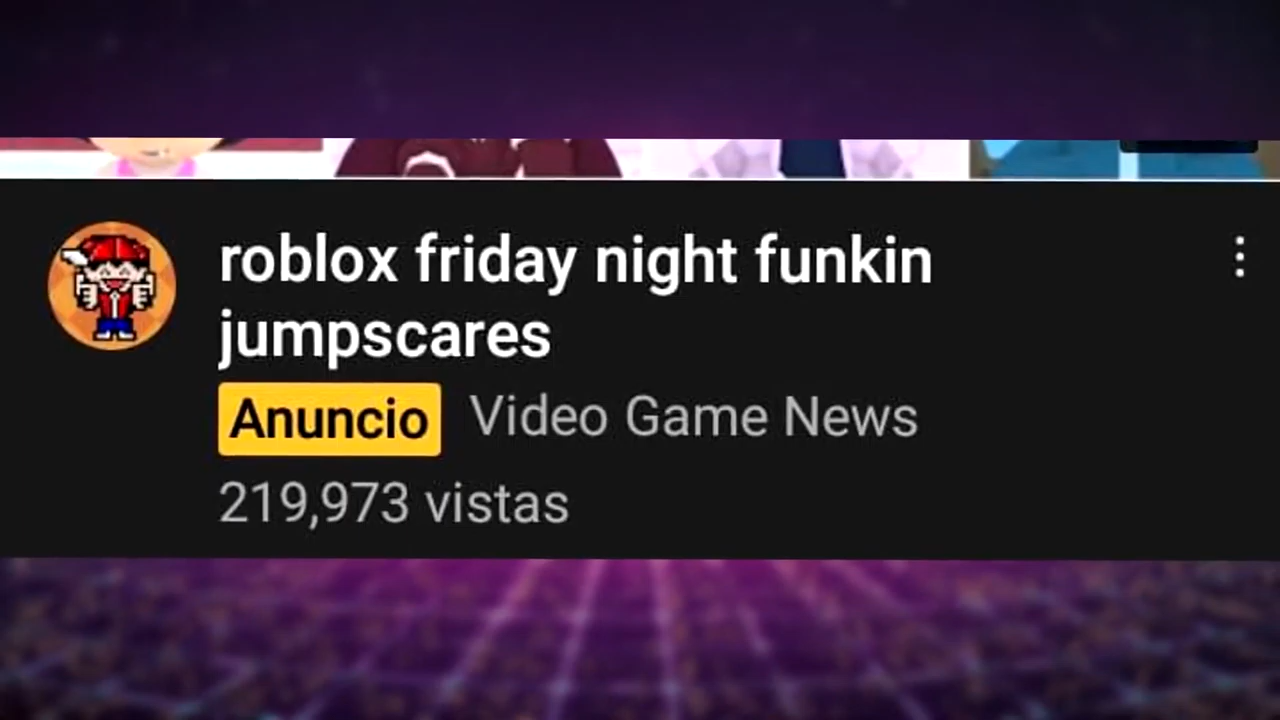 roblox friday night funkin
jumpscares
Anuncio Video Game News
219,973 vistas